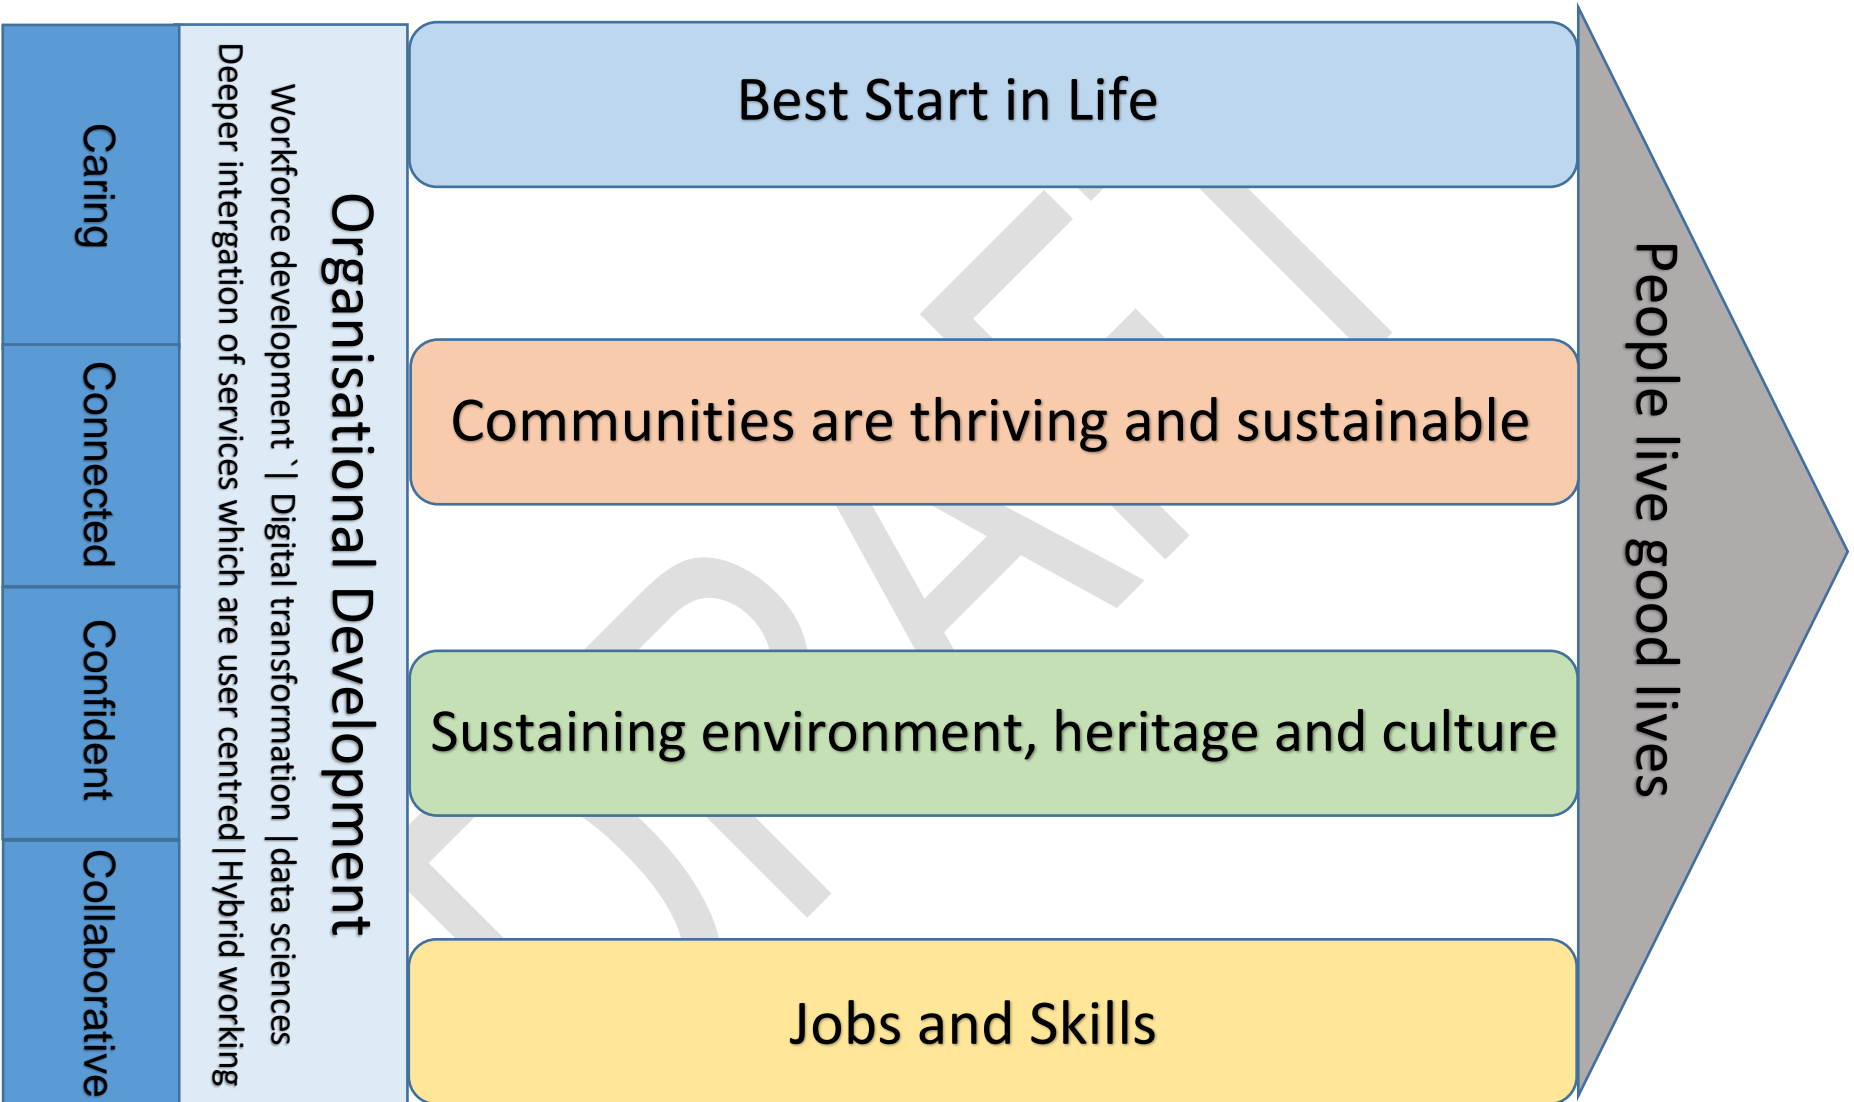 Caring
Connected
Confident
Collaborative
Organisational Development
Workforce development `| Digital transformation |data sciences
Deeper intergation of services which are user centred|Hybrid working
Best Start in Life
Communities are thriving and sustainable
Sustaining environment, heritage and culture
Jobs and Skills
People live good lives
DRAFT